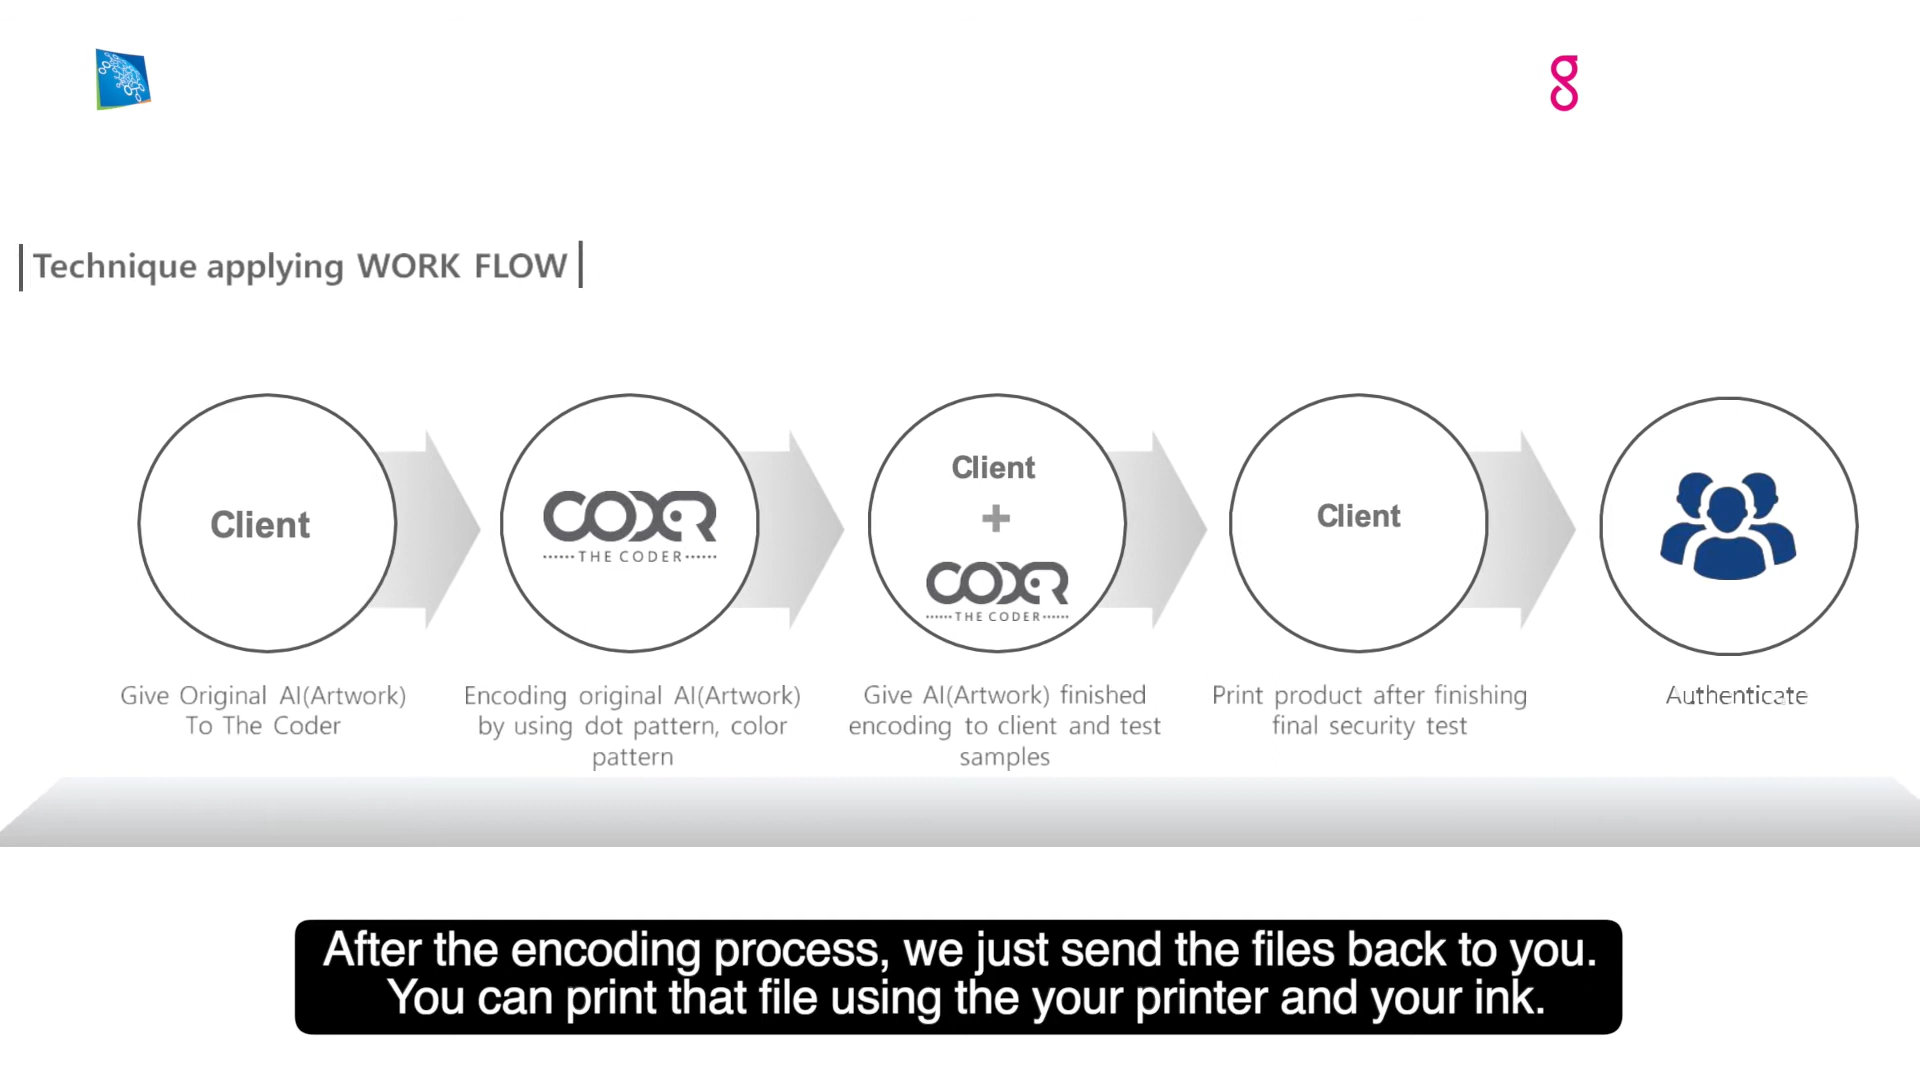 Technique applying WORK FLOW
Client
CODER
THE CODER
Client
+
CODER
THE CODER
Client
Give Original AI(Artwork)
To The Coder
Encoding original AI(Artwork)
by using dot pattern, color
pattern
Give AI(Artwork) finished
encoding to client and test
samples
Print product after finishing
final security test
Authenticate
After the encoding process, we just send the files back to you.
You can print that file using the your printer and your ink.